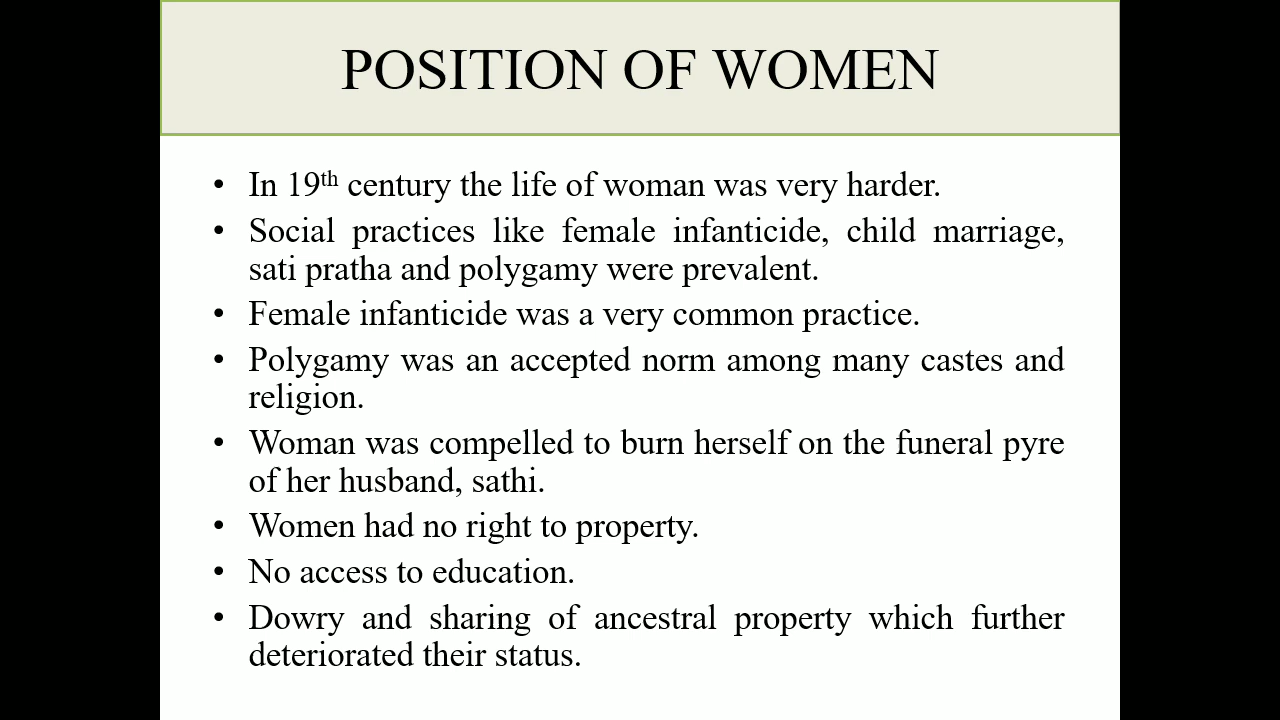 POSITION OF WOMEN
• In 19th century the life of woman was very harder.
• Social practices like female infanticide, child marriage,
sati pratha and polygamy were prevalent.
• Female infanticide was a very common practice.
• Polygamy was an accepted norm among many castes and
religion.
• Woman was compelled to burn herself on the funeral pyre
of her husband, sathi.
• Women had no right to property.
• No access to education.
• Dowry and sharing of ancestral property which further
deteriorated their status.